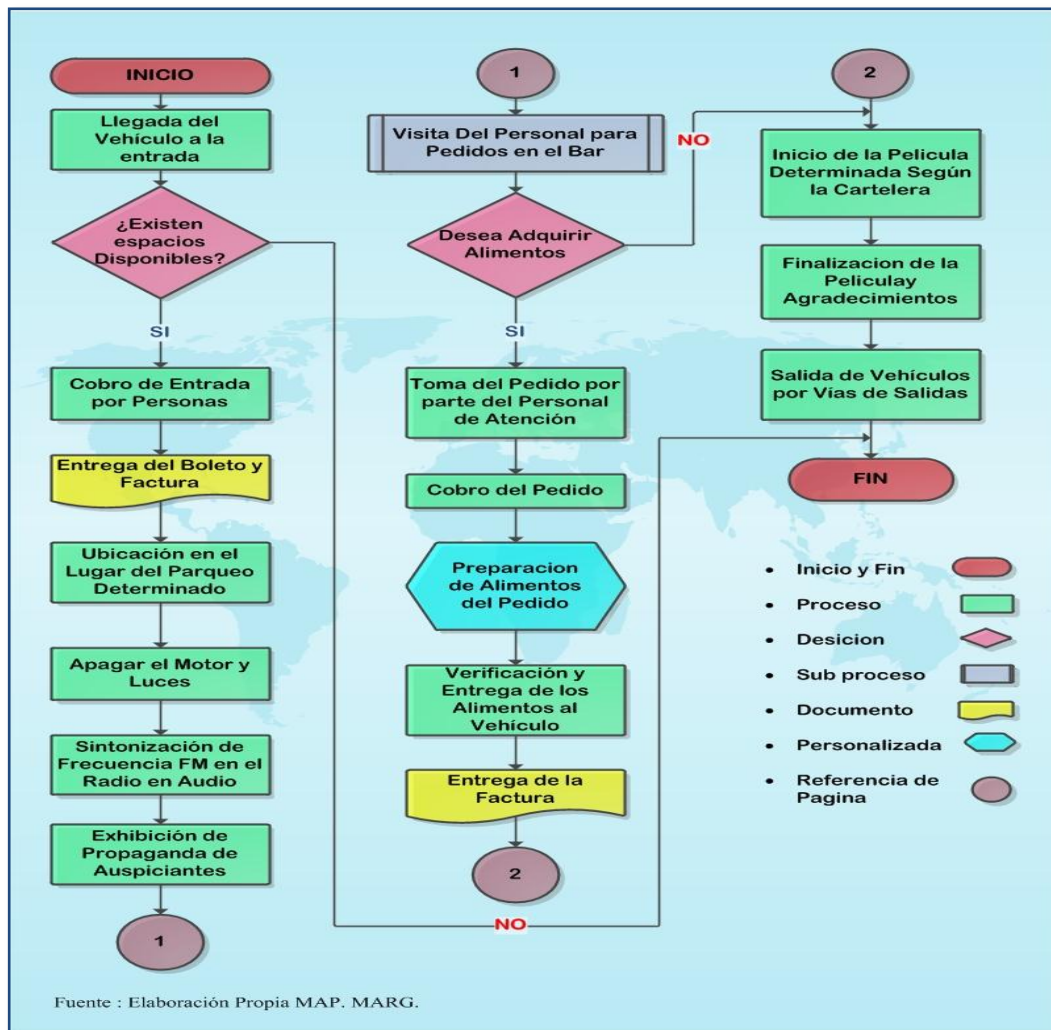 INICIO
Llegada del
Vehículo a la
entrada
¿Existen
espacios
Disponibles?
SI
Cobro de Entrada
por Personas
Entrega del Boleto y
Factura
Ubicación en el
Lugar del Parqueo
Determinado
Apagar el Motor y
Luces
Sintonización de
Frecuencia FM en el
Radio en Audio
Exhibición de
Propaganda de
Auspiciantes
1
1
Visita Del Personal para
Pedidos en el Bar
NO
Desea Adquirir
Alimentos
SI
Toma del Pedido por
parte del Personal
de Atención
Cobro del Pedido
Preparacion
de Alimentos
del Pedido
Verificación y
Entrega de los
Alimentos al
Vehículo
Entrega de la
Factura
2
NO
2
Inicio de la Pelicula
Determinada Según
la Cartelera
Finalizacion de la
Peliculay
Agradecimientos
Salida de Vehículos
por Vías de Salidas
FIN
• Inicio y Fin
• Proceso
• Desicion
• Sub proceso
• Documento
• Personalizada
• Referencia de
Pagina
Fuente : Elaboración Propia MAP. MARG.